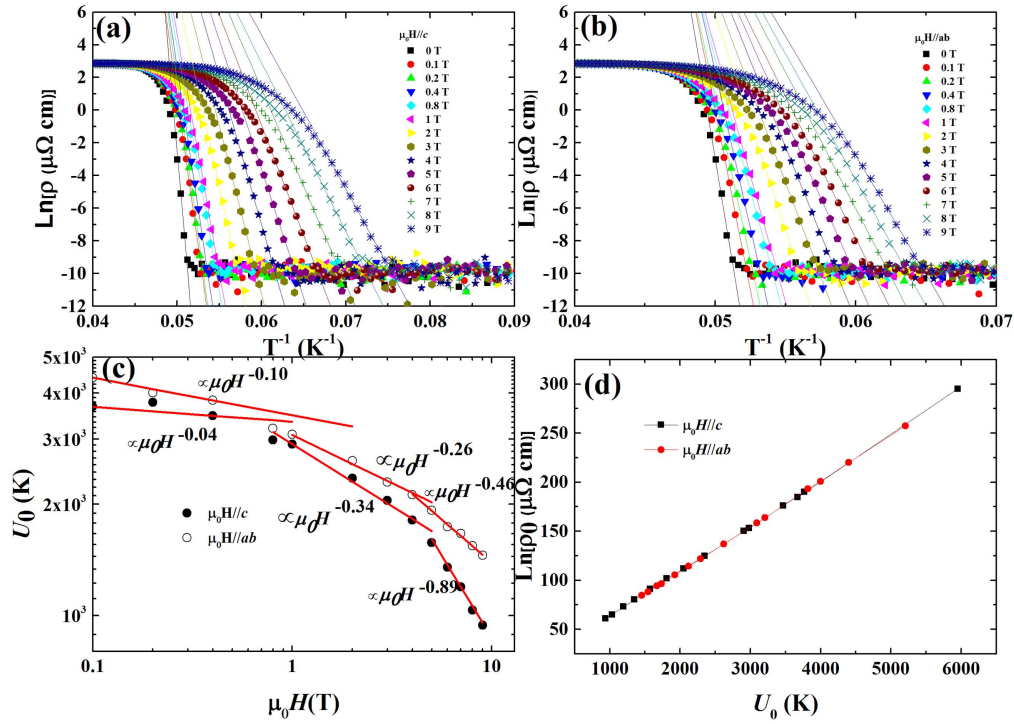 (a)
μ₀H//c
0 T
0.1 T
0.2 T
0.4 T
0.8 T
1 T
2 T
3 T
4 T
5 T
6 T
7 T
8 T
9 T
Ln[ρ (μΩ cm)]
4
2
0
-2
-4
-6
-8
-10
-12
0.04 0.05 0.06 0.07 0.08 0.09
T⁻¹ (K⁻¹)
(b)
μ₀H//ab
0 T
0.1 T
0.2 T
0.4 T
0.8 T
1 T
2 T
3 T
4 T
5 T
6 T
7 T
8 T
9 T
Ln[ρ (μΩ cm)]
4
2
0
-2
-4
-6
-8
-10
-12
0.04 0.05 0.06 0.07
T⁻¹ (K⁻¹)
(c)
5x10³
4x10³
3x10³
2x10³
10³
U₀ (K)
∝μ₀H^-0.10
∝μ₀H^-0.04
∝μ₀H^-0.26
∝μ₀H^-0.46
∝μ₀H^-0.34
∝μ₀H^-0.89
μ₀H//c
μ₀H//ab
0.1 1 10
μ₀H(T)
(d)
μ₀H//c
μ₀H//ab
Ln[ρ0 (μΩ cm)]
300
250
200
150
100
50
1000 2000 3000 4000 5000 6000
U₀ (K)